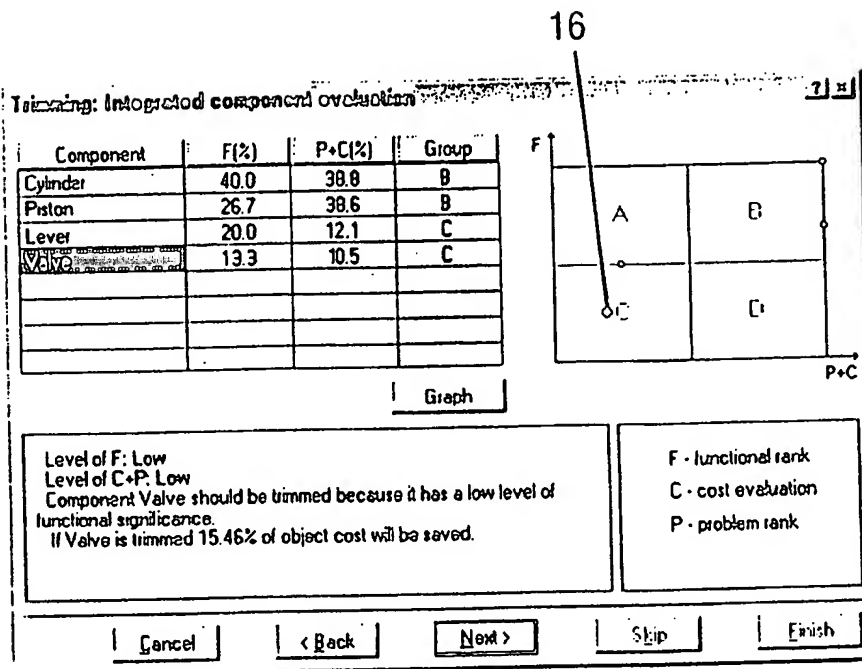 16
Trimming: Integrated component evaluation
? x
Component F(%) P+C(%) Group
Cylinder 40.0 38.8 B
Piston 26.7 38.6 B
Lever 20.0 12.1 C
Valve 13.3 10.5 C
F
A B
C D
P+C
Graph
Level of F: Low
Level of C+P: Low
Component Valve should be trimmed because it has a low level of
functional significance.
If Valve is trimmed 15.46% of object cost will be saved.
F - functional rank
C - cost evaluation
P - problem rank
Cancel < Back Next > Skip Finish